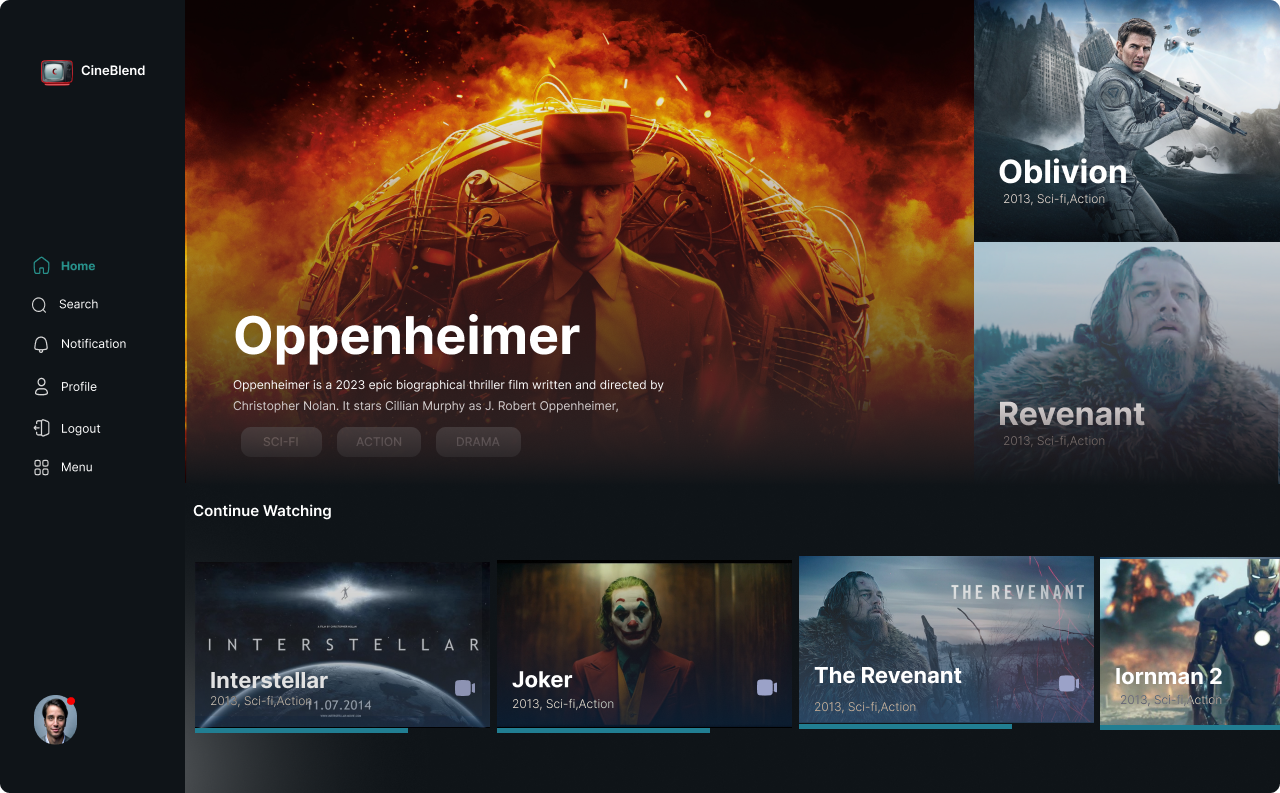 CineBlend
Home
Search
Notification
Profile
Logout
Menu
Oppenheimer
Oppenheimer is a 2023 epic biographical thriller film written and directed by
Christopher Nolan. It stars Cillian Murphy as J. Robert Oppenheimer,
SCI-FI ACTION DRAMA
Oblivion
2013, Sci-fi,Action
Revenant
2013, Sci-fi,Action
Continue Watching
INTERSTELLAR
Interstellar
2013, Sci-fi,Action
11.07.2014
Joker
2013, Sci-fi,Action
THE REVENANT
The Revenant
2013, Sci-fi,Action
Iornman 2
2013, Sci-fi,Action